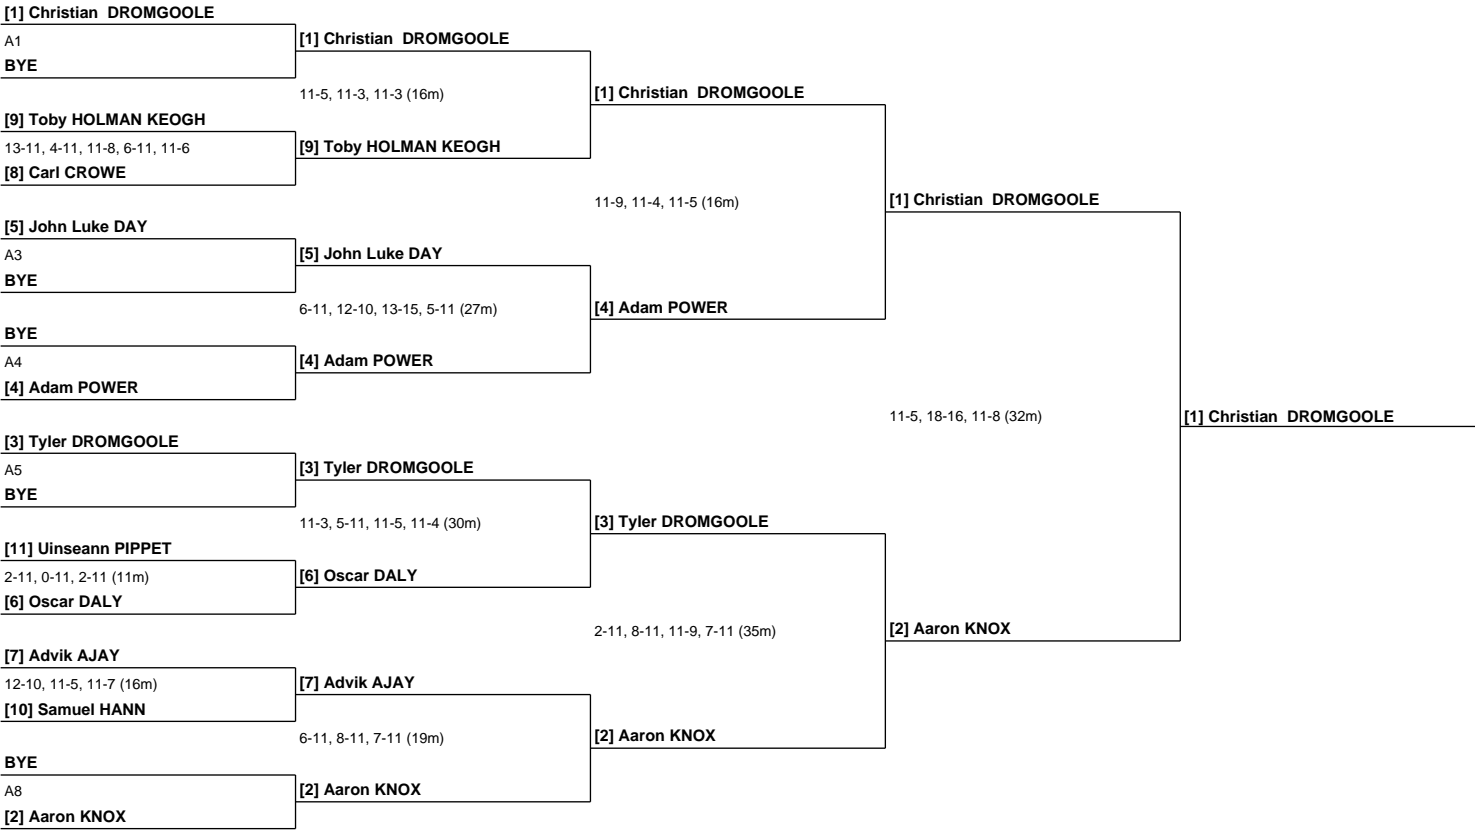 [1] Christian  DROMGOOLE
A1
BYE
[9] Toby HOLMAN KEOGH
13-11, 4-11, 11-8, 6-11, 11-6
[8] Carl CROWE
[5] John Luke DAY
A3
BYE
BYE
A4
[4] Adam POWER
[3] Tyler DROMGOOLE
A5
BYE
[11] Uinseann PIPPET
2-11, 0-11, 2-11 (11m)
[6] Oscar DALY
[7] Advik AJAY
12-10, 11-5, 11-7 (16m)
[10] Samuel HANN
BYE
A8
[2] Aaron KNOX
[1] Christian  DROMGOOLE
11-5, 11-3, 11-3 (16m)
[9] Toby HOLMAN KEOGH
[5] John Luke DAY
6-11, 12-10, 13-15, 5-11 (27m)
[4] Adam POWER
[3] Tyler DROMGOOLE
11-3, 5-11, 11-5, 11-4 (30m)
[6] Oscar DALY
[7] Advik AJAY
6-11, 8-11, 7-11 (19m)
[2] Aaron KNOX
[1] Christian  DROMGOOLE
11-9, 11-4, 11-5 (16m)
[4] Adam POWER
[3] Tyler DROMGOOLE
2-11, 8-11, 11-9, 7-11 (35m)
[2] Aaron KNOX
[1] Christian  DROMGOOLE
11-5, 18-16, 11-8 (32m)
[2] Aaron KNOX
[1] Christian  DROMGOOLE